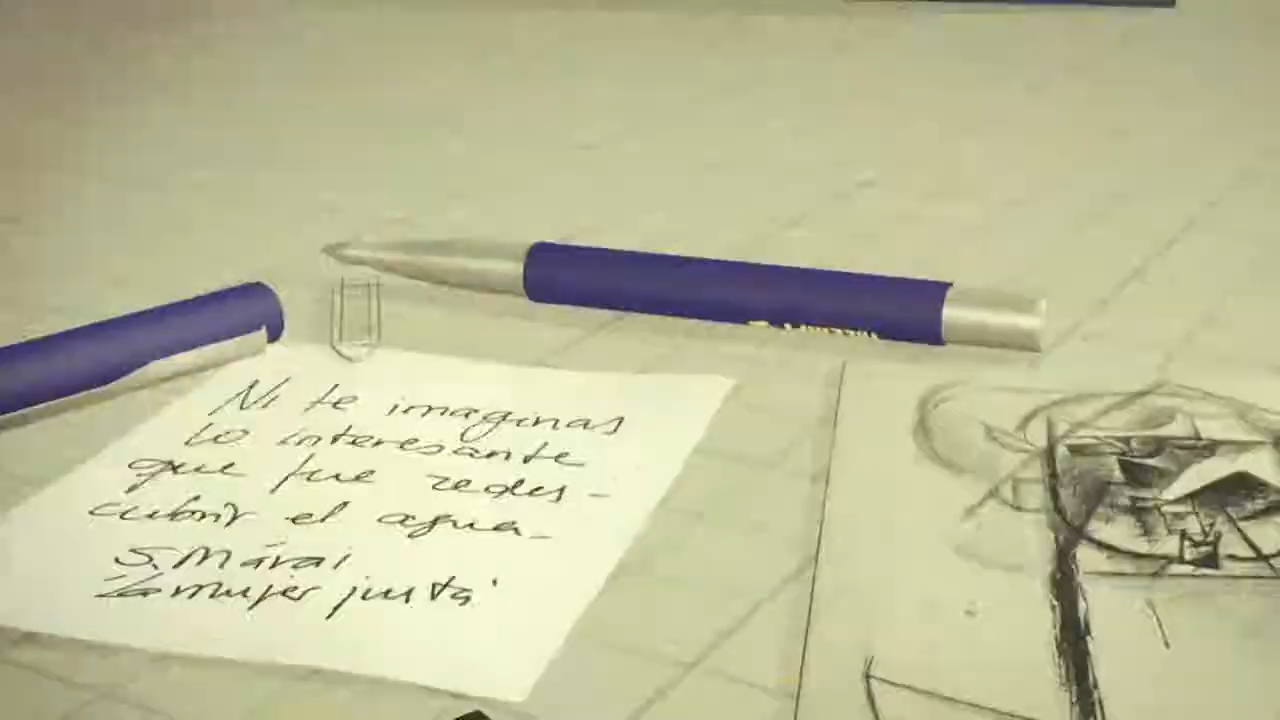 Ni te imaginas
lo interesante
que fue redes-
cubrir el agua-
S. Márai
"La mujer justa"